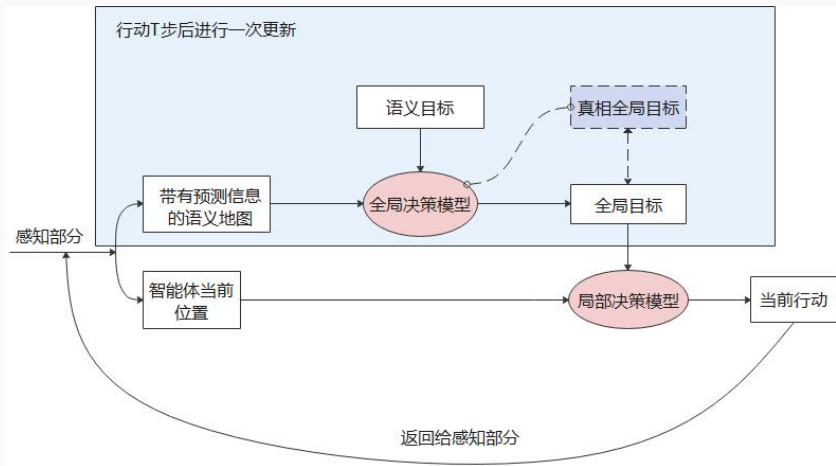 行动T步后进行一次更新
语义目标
真相全局目标
带有预测信息
的语义地图
全局决策模型
全局目标
感知部分
智能体当前
位置
局部决策模型
当前行动
返回给感知部分